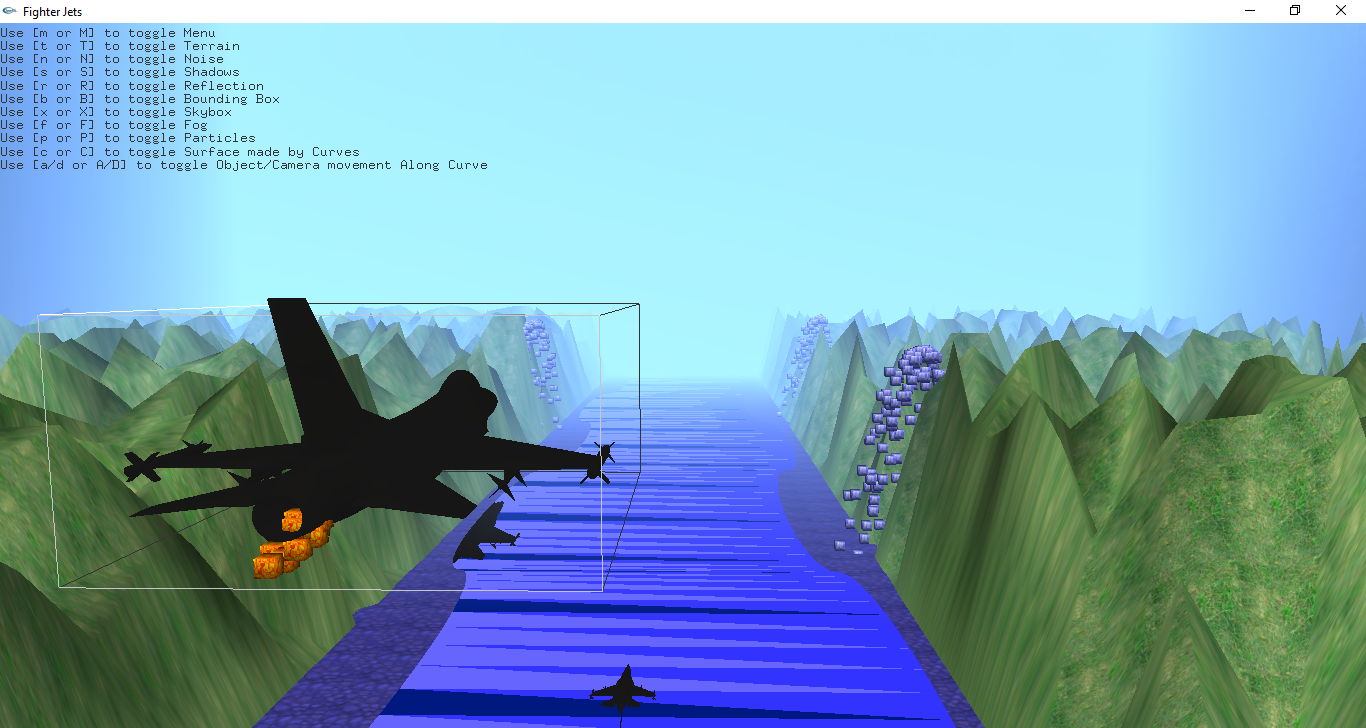 Fighter Jets
Use [m or M] to toggle Menu
Use [t or T] to toggle Terrain
Use [n or N] to toggle Noise
Use [s or S] to toggle Shadows
Use [r or R] to toggle Reflection
Use [b or B] to toggle Bounding Box
Use [x or X] to toggle Skybox
Use [f or F] to toggle Fog
Use [p or P] to toggle Particles
Use [c or C] to toggle Surface made by Curves
Use [a/d or A/D] to toggle Object/Camera movement Along Curve